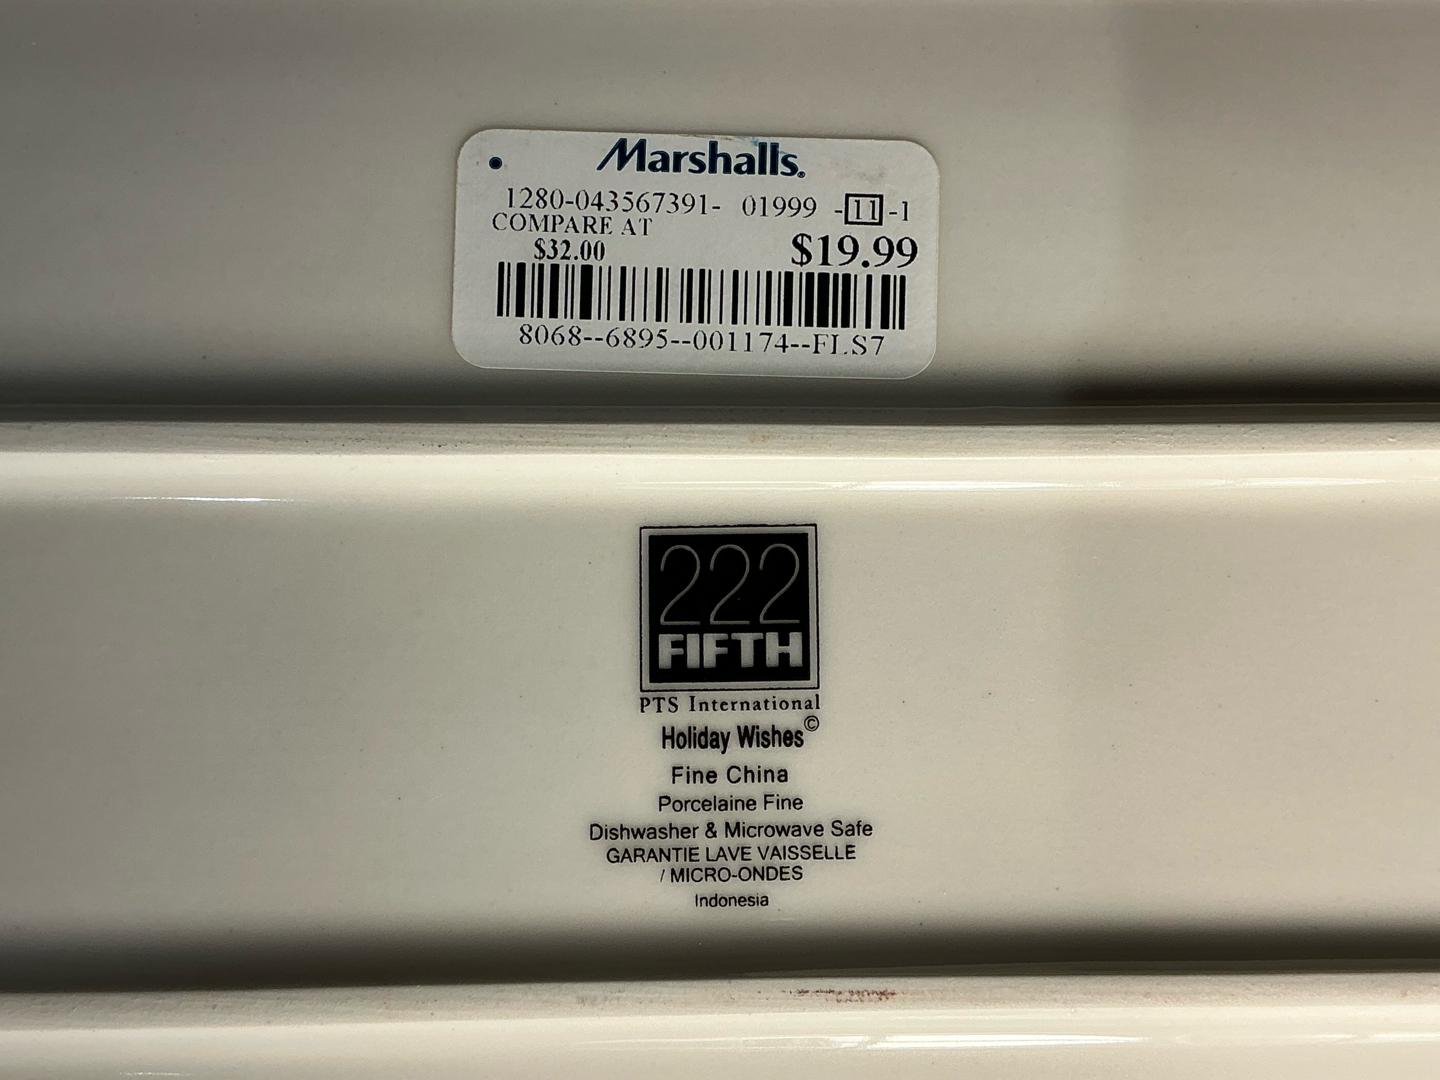 Marshalls.
1280-043567391- 01999 -11-1
COMPARE AT
$32.00 $19.99
8068--6895--001174--FLS7
222
FIFTH
PTS International
Holiday Wishes©
Fine China
Porcelaine Fine
Dishwasher & Microwave Safe
GARANTIE LAVE VAISSELLE
/ MICRO-ONDES
Indonesia